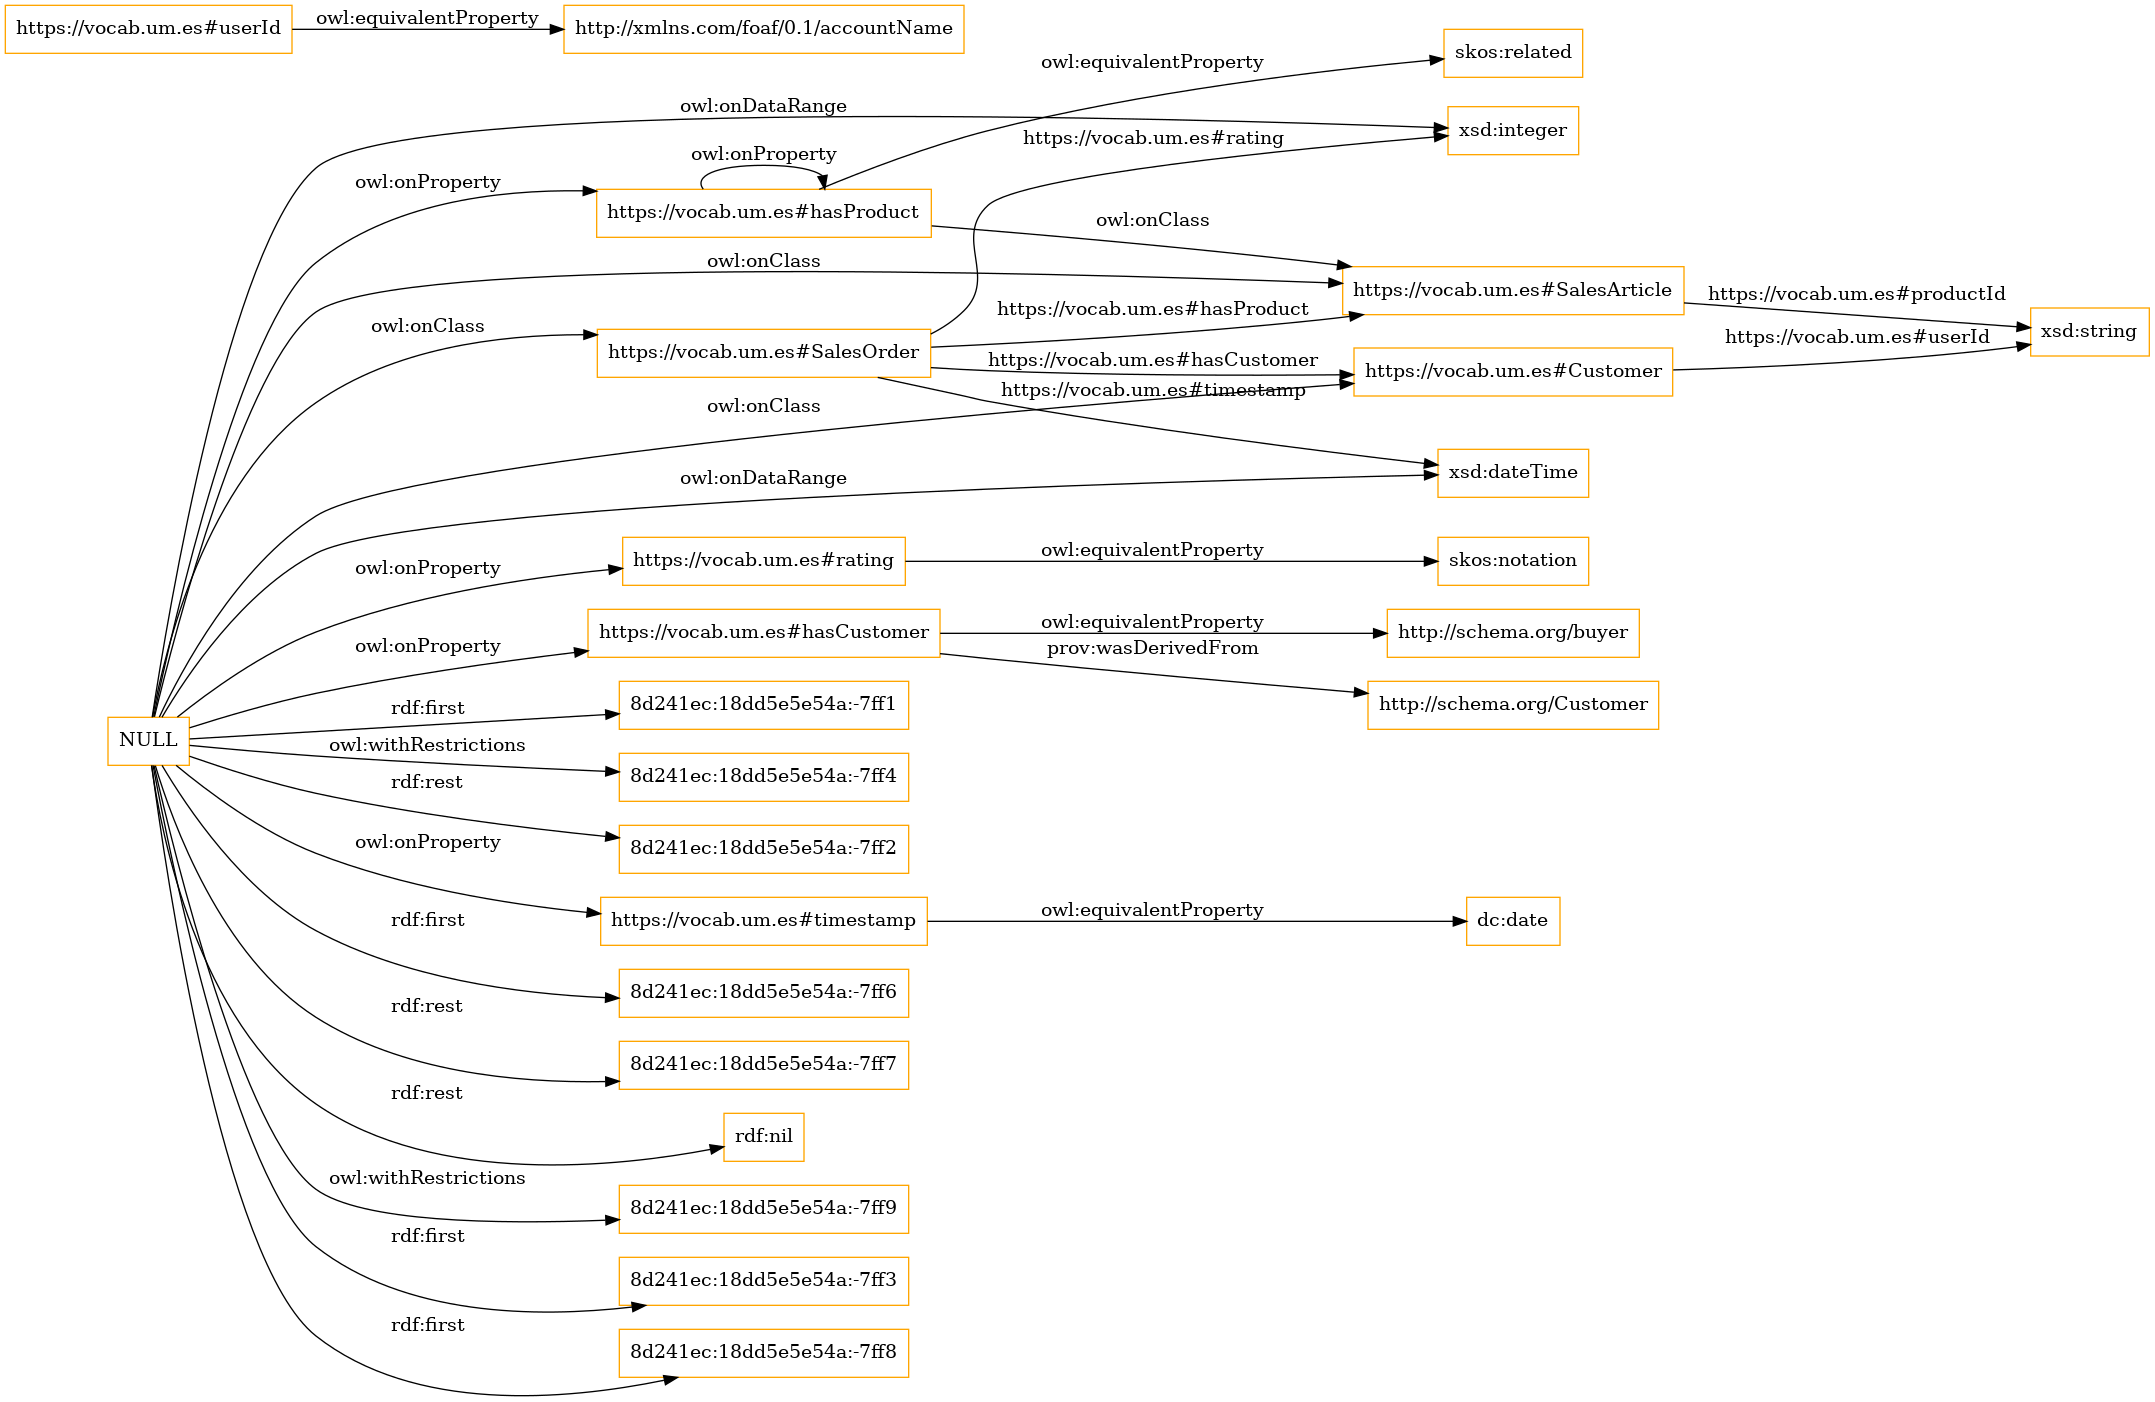 https://vocab.um.es#userId
owl:equivalentProperty
http://xmlns.com/foaf/0.1/accountName
skos:related
owl:equivalentProperty
owl:onDataRange
xsd:integer
https://vocab.um.es#rating
owl:onProperty
owl:onProperty
https://vocab.um.es#hasProduct
owl:onClass
owl:onClass
https://vocab.um.es#SalesArticle
https://vocab.um.es#productId
https://vocab.um.es#hasProduct
owl:onClass
xsd:string
https://vocab.um.es#userId
https://vocab.um.es#SalesOrder
https://vocab.um.es#hasCustomer
https://vocab.um.es#Customer
https://vocab.um.es#timestamp
owl:onClass
xsd:dateTime
owl:onDataRange
owl:onProperty
https://vocab.um.es#rating
owl:equivalentProperty
skos:notation
owl:onProperty
https://vocab.um.es#hasCustomer
owl:equivalentProperty
http://schema.org/buyer
prov:wasDerivedFrom
http://schema.org/Customer
rdf:first
8d241ec:18dd5e5e54a:-7ff1
NULL
owl:withRestrictions
8d241ec:18dd5e5e54a:-7ff4
rdf:rest
8d241ec:18dd5e5e54a:-7ff2
owl:onProperty
https://vocab.um.es#timestamp
owl:equivalentProperty
dc:date
rdf:first
8d241ec:18dd5e5e54a:-7ff6
rdf:rest
8d241ec:18dd5e5e54a:-7ff7
rdf:rest
rdf:nil
owl:withRestrictions
8d241ec:18dd5e5e54a:-7ff9
rdf:first
8d241ec:18dd5e5e54a:-7ff3
rdf:first
8d241ec:18dd5e5e54a:-7ff8